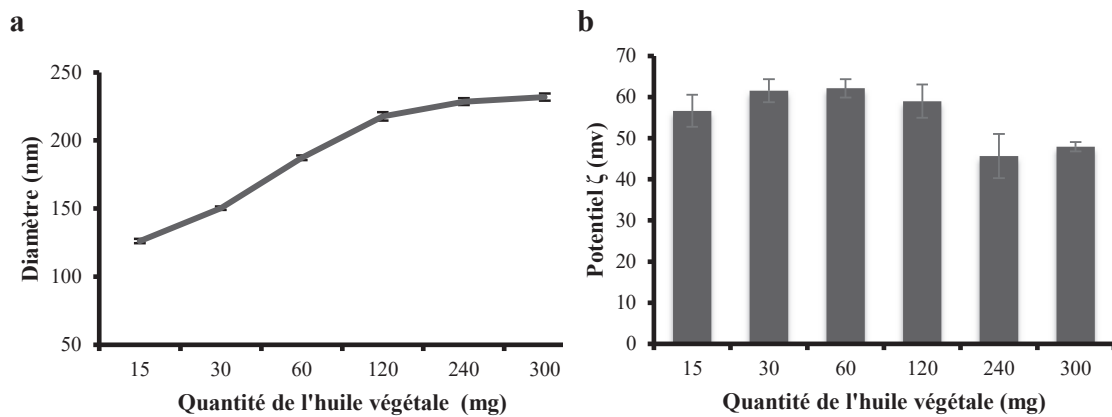 a
250
200
150
100
50
Diamètre (nm)
15 30 60 120 240 300
Quantité de l'huile végétale (mg)
b
70
60
50
40
30
20
10
0
Potentiel ζ (mv)
15 30 60 120 240 300
Quantité de l'huile végétale (mg)